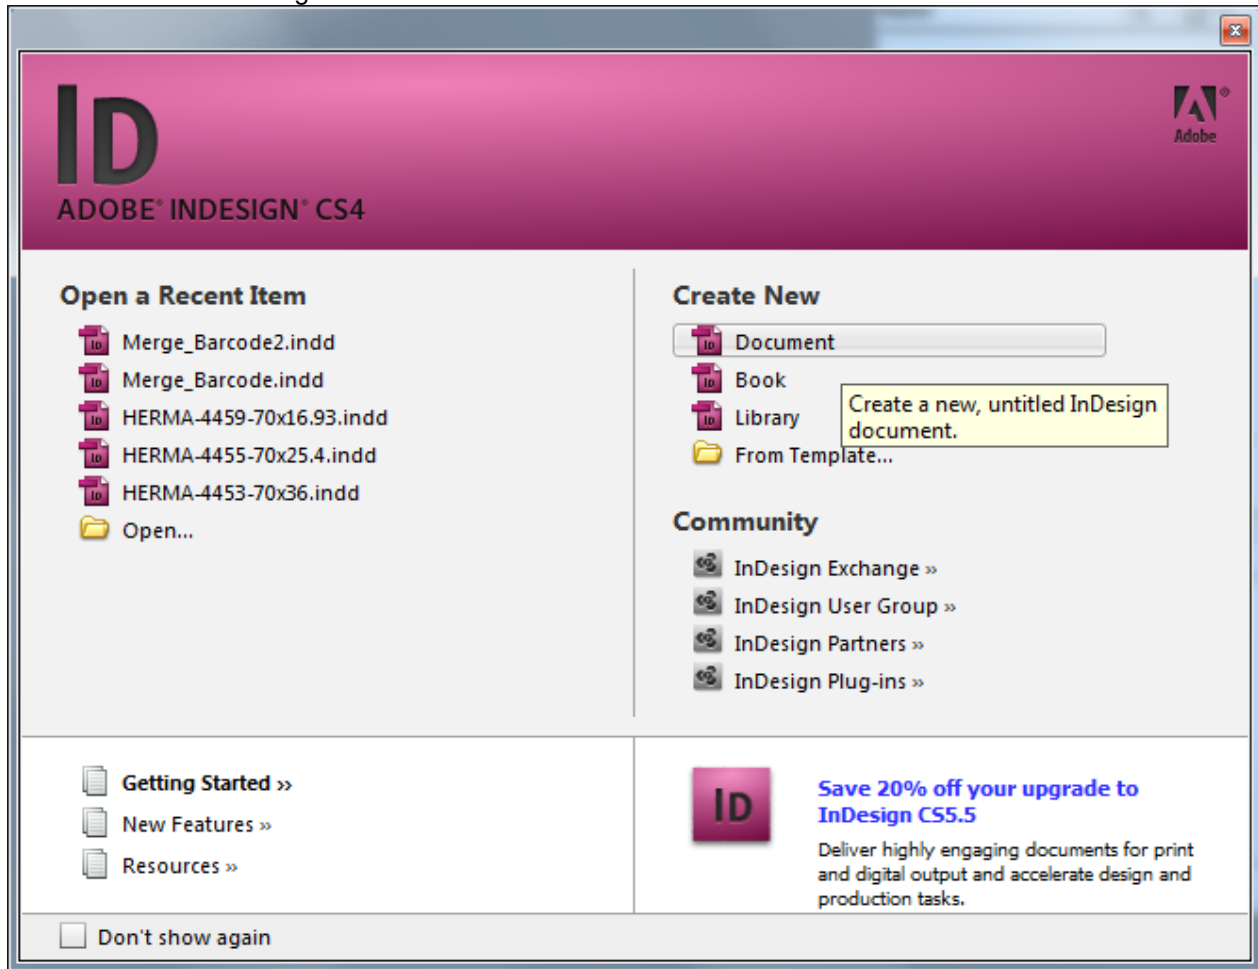 ID
ADOBE® INDESIGN® CS4
Adobe®
Open a Recent Item
Merge_Barcode2.indd
Merge_Barcode.indd
HERMA-4459-70x16.93.indd
HERMA-4455-70x25.4.indd
HERMA-4453-70x36.indd
Open...
Create New
Document
Book
Library
From Template...
Create a new, untitled InDesign
document.
Community
InDesign Exchange »
InDesign User Group »
InDesign Partners »
InDesign Plug-ins »
Getting Started »
New Features »
Resources »
ID
Save 20% off your upgrade to
InDesign CS5.5
Deliver highly engaging documents for print
and digital output and accelerate design and
production tasks.
Don't show again